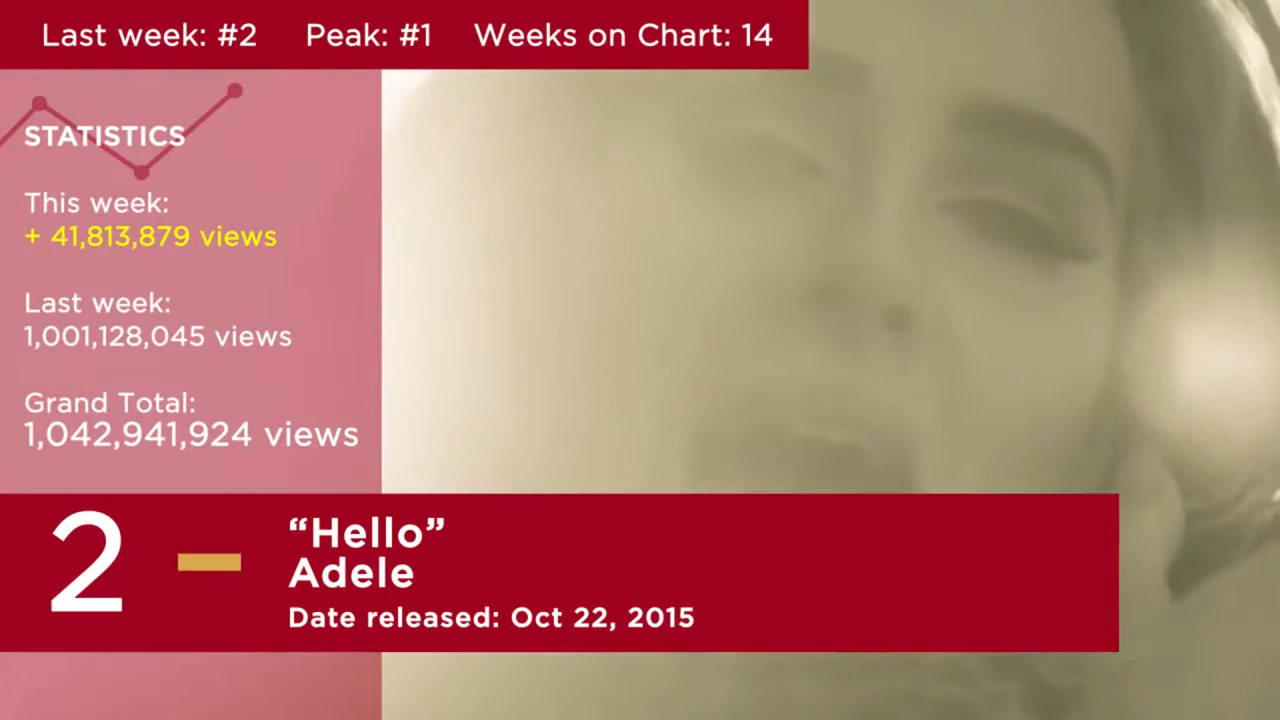 Last week: #2 Peak: #1 Weeks on Chart: 14
STATISTICS
This week:
+ 41,813,879 views
Last week:
1,001,128,045 views
Grand Total:
1,042,941,924 views
2 –
“Hello”
Adele
Date released: Oct 22, 2015